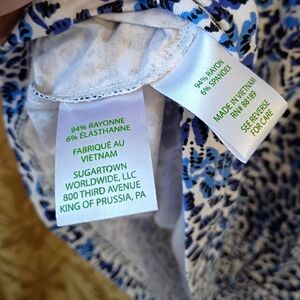 94% RAYONNE
6% ÉLASTHANNE
FABRIQUÉ AU
VIETNAM
SUGARTOWN
WORLDWIDE, LLC
800 THIRD AVENUE
KING OF PRUSSIA, PA
94% RAYON
6% SPANDEX
MADE IN VIETNAM
RN# 88189
SEE REVERSE
FOR CARE